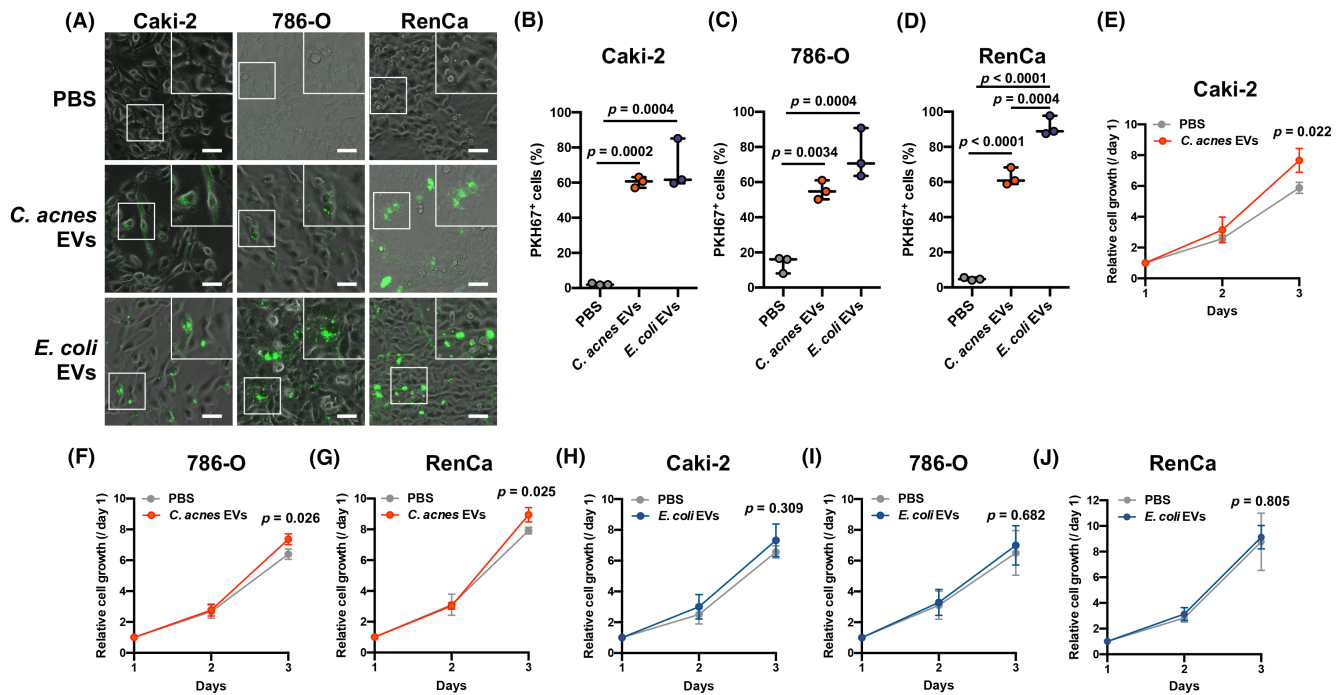 (A)
Caki-2
786-O
RenCa
PBS
C. acnes
EVs
E. coli
EVs
(B)
Caki-2
p = 0.0004
p = 0.0002
PKH67+ cells (%)
100
80
60
40
20
0
PBS
C. acnes EVs
E. coli EVs
(C)
786-O
p = 0.0004
p = 0.0034
PKH67+ cells (%)
100
80
60
40
20
0
PBS
C. acnes EVs
E. coli EVs
(D)
RenCa
p < 0.0001
p = 0.0004
p < 0.0001
PKH67+ cells (%)
100
80
60
40
20
0
PBS
C. acnes EVs
E. coli EVs
(E)
Caki-2
PBS
C. acnes EVs
p = 0.022
Relative cell growth (/ day 1)
10
8
6
4
2
0
1
2
3
Days
(F)
786-O
PBS
C. acnes EVs
p = 0.026
Relative cell growth (/ day 1)
10
8
6
4
2
0
1
2
3
Days
(G)
RenCa
PBS
C. acnes EVs
p = 0.025
Relative cell growth (/ day 1)
10
8
6
4
2
0
1
2
3
Days
(H)
Caki-2
PBS
E. coli EVs
p = 0.309
Relative cell growth (/ day 1)
10
8
6
4
2
0
1
2
3
Days
(I)
786-O
PBS
E. coli EVs
p = 0.682
Relative cell growth (/ day 1)
10
8
6
4
2
0
1
2
3
Days
(J)
RenCa
PBS
E. coli EVs
p = 0.805
Relative cell growth (/ day 1)
12
10
8
6
4
2
0
1
2
3
Days